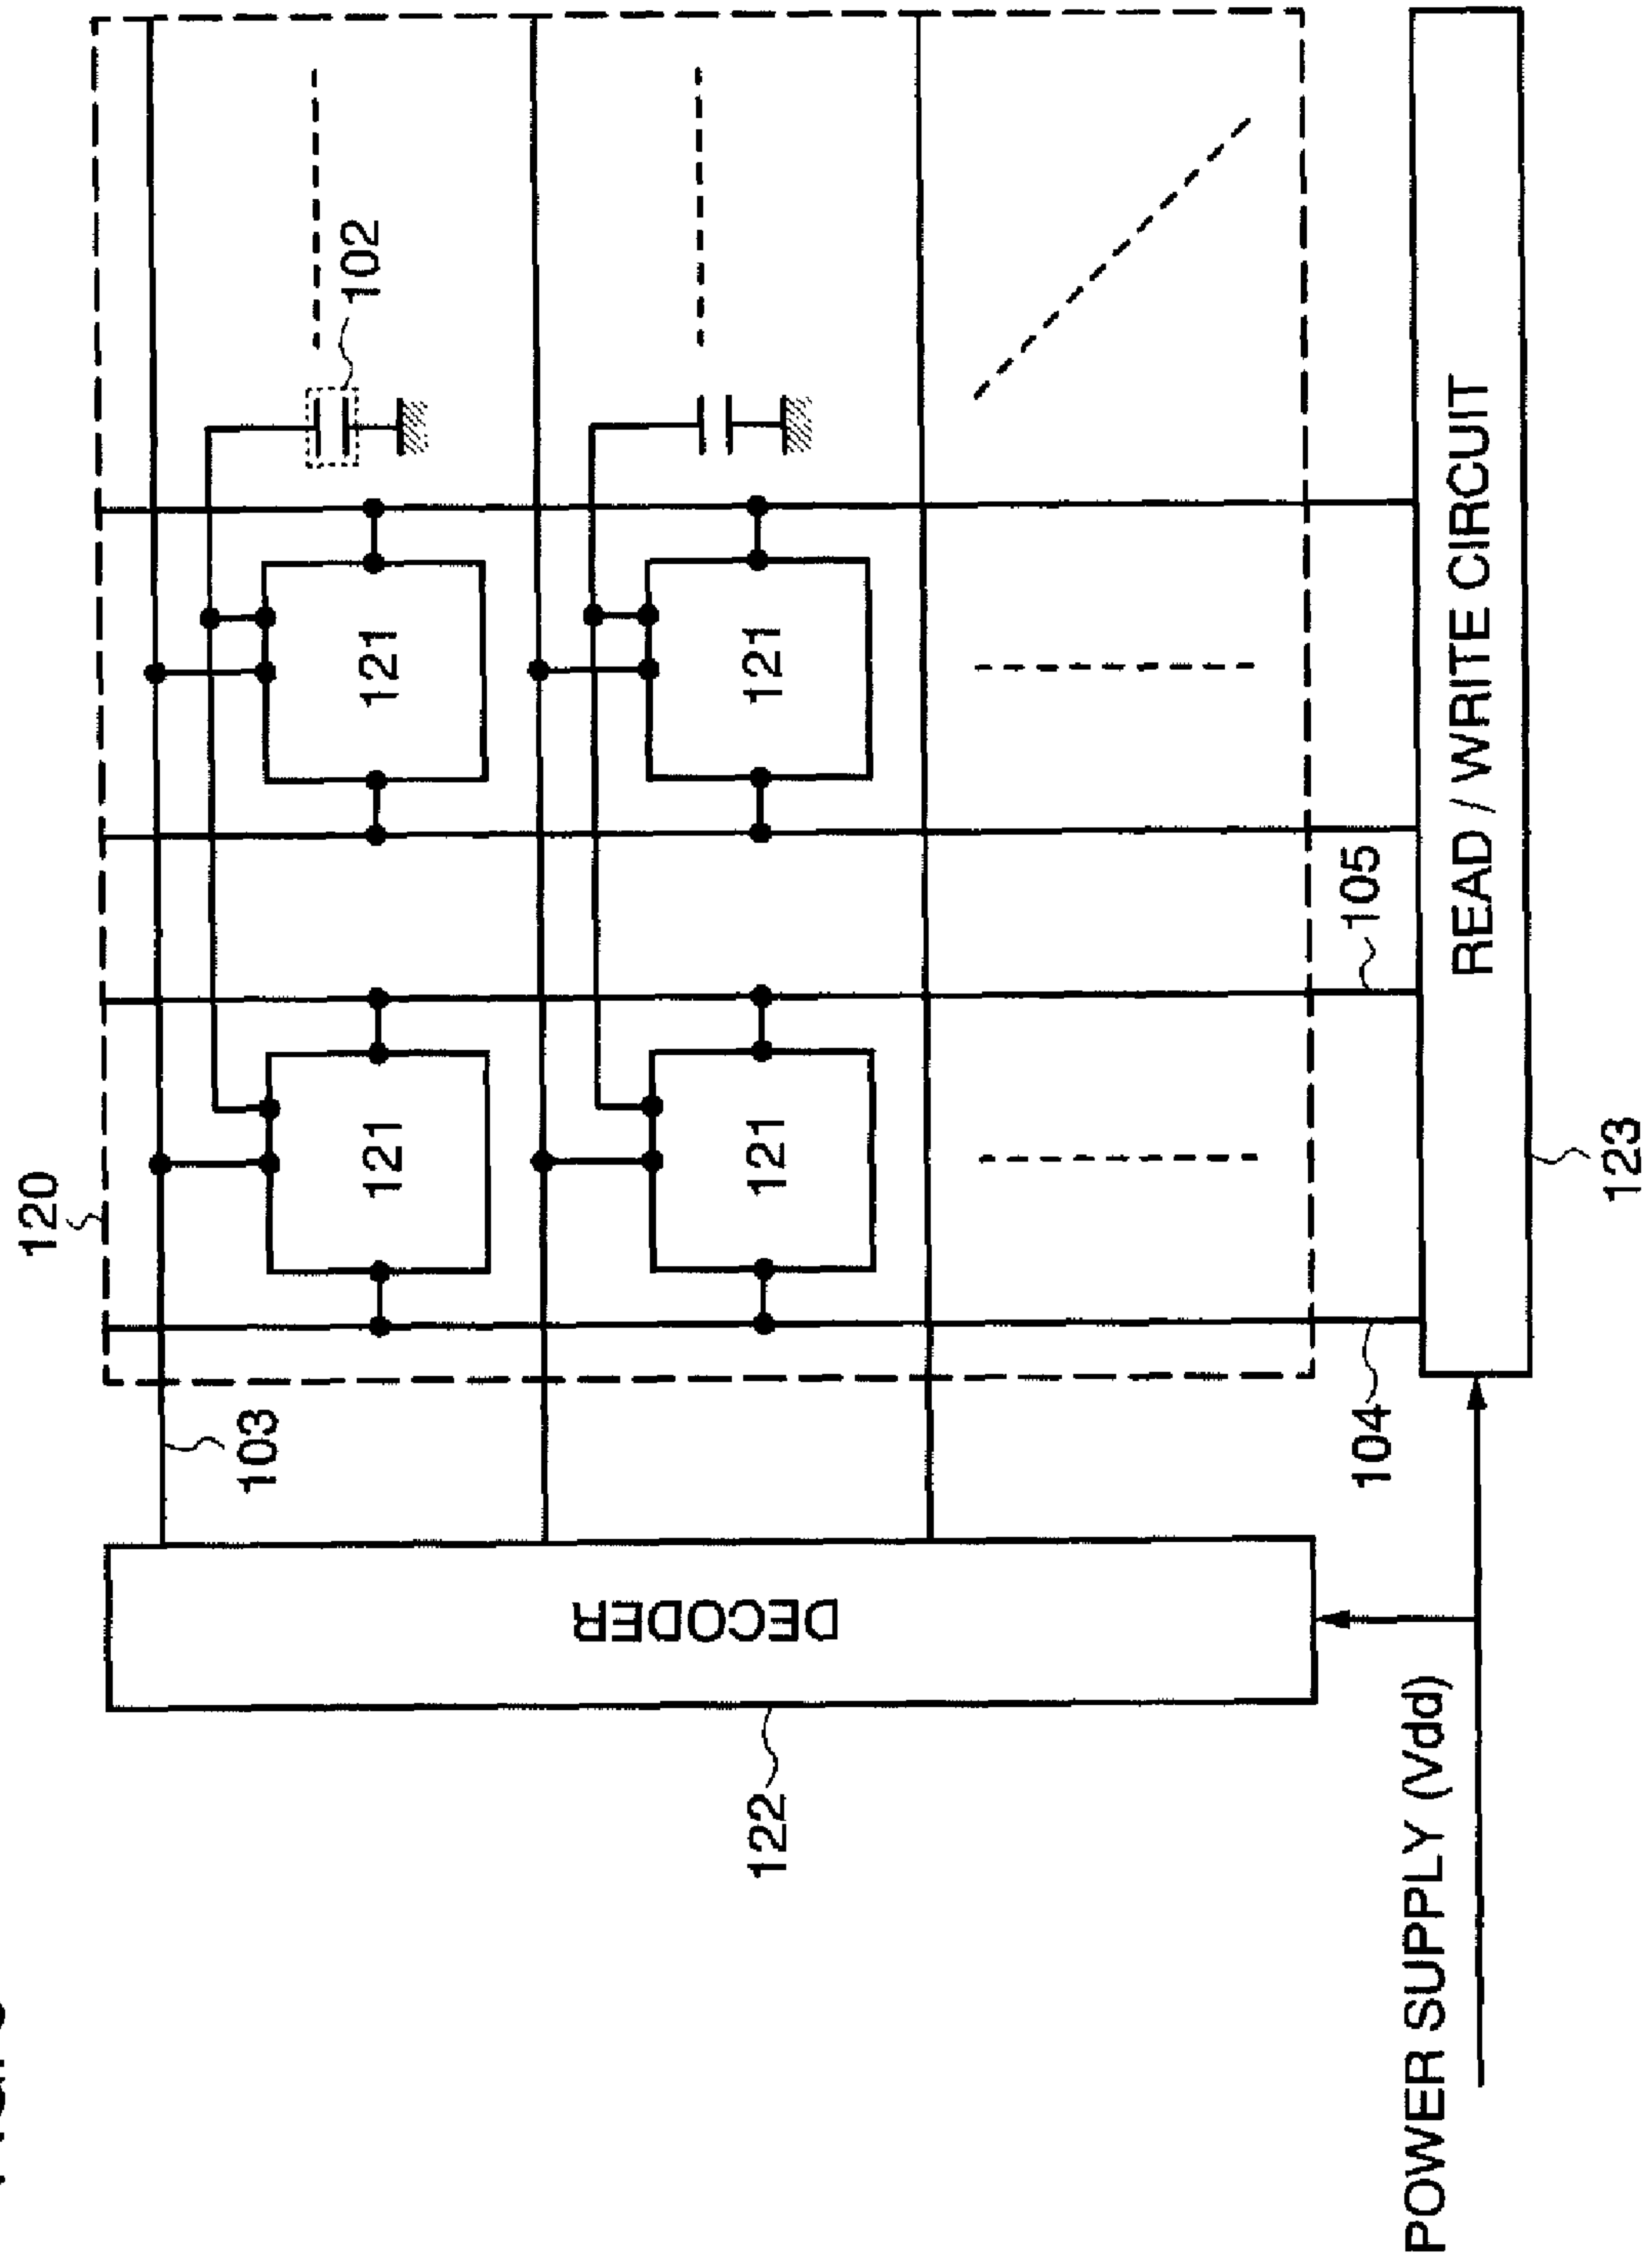 120
103
102
121 121
DECODER
122
121 121
104 105
POWER SUPPLY (Vdd)
READ / WRITE CIRCUIT
123